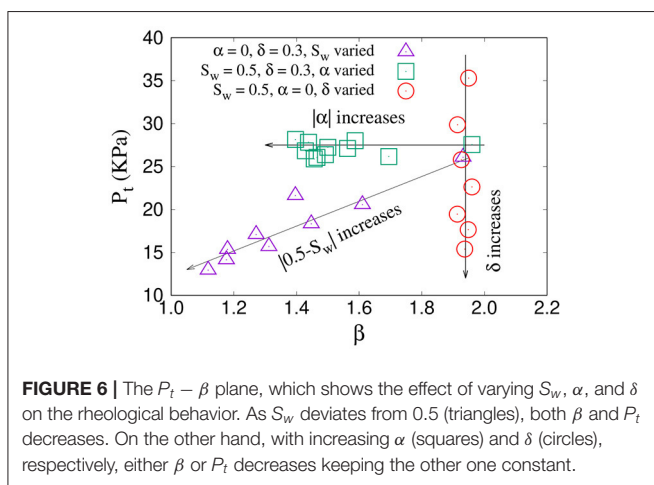 40
35
30
25
20
15
10
P_t (KPa)
α = 0, δ = 0.3, S_w varied
S_w = 0.5, δ = 0.3, α varied
S_w = 0.5, α = 0, δ varied
|α| increases
|0.5-S_w| increases
δ increases
1.0 1.2 1.4 1.6 1.8 2.0 2.2
β
FIGURE 6 | The P_t − β plane, which shows the effect of varying S_w, α, and δ
on the rheological behavior. As S_w deviates from 0.5 (triangles), both β and P_t
decreases. On the other hand, with increasing α (squares) and δ (circles),
respectively, either β or P_t decreases keeping the other one constant.